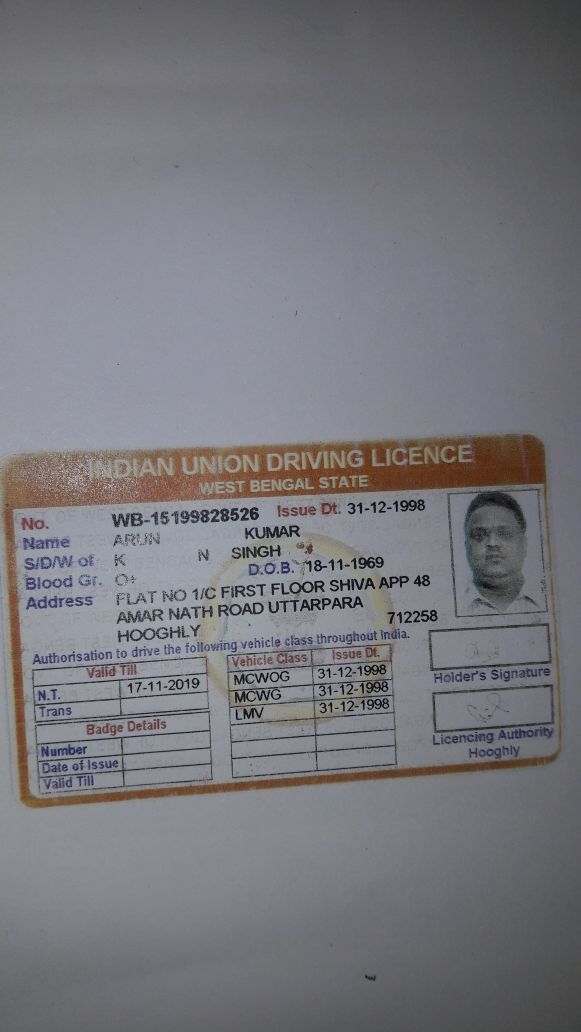 INDIAN UNION DRIVING LICENCE
WEST BENGAL STATE
No. WB-15199828526 Issue Dt. 31-12-1998
Name ARUN KUMAR
S/D/W of K N SINGH
Blood Gr. O+ D.O.B. 18-11-1969
Address FLAT NO 1/C FIRST FLOOR SHIVA APP 48
AMAR NATH ROAD UTTARPARA
HOOGHLY 712258
Authorisation to drive the following vehicle class throughout India.
Valid Till
N.T. 17-11-2019
Trans
Badge Details
Number
Date of Issue
Valid Till
Vehicle Class Issue Dt.
MCWOG 31-12-1998
MCWG 31-12-1998
LMV 31-12-1998
Holder's Signature
Licencing Authority
Hooghly